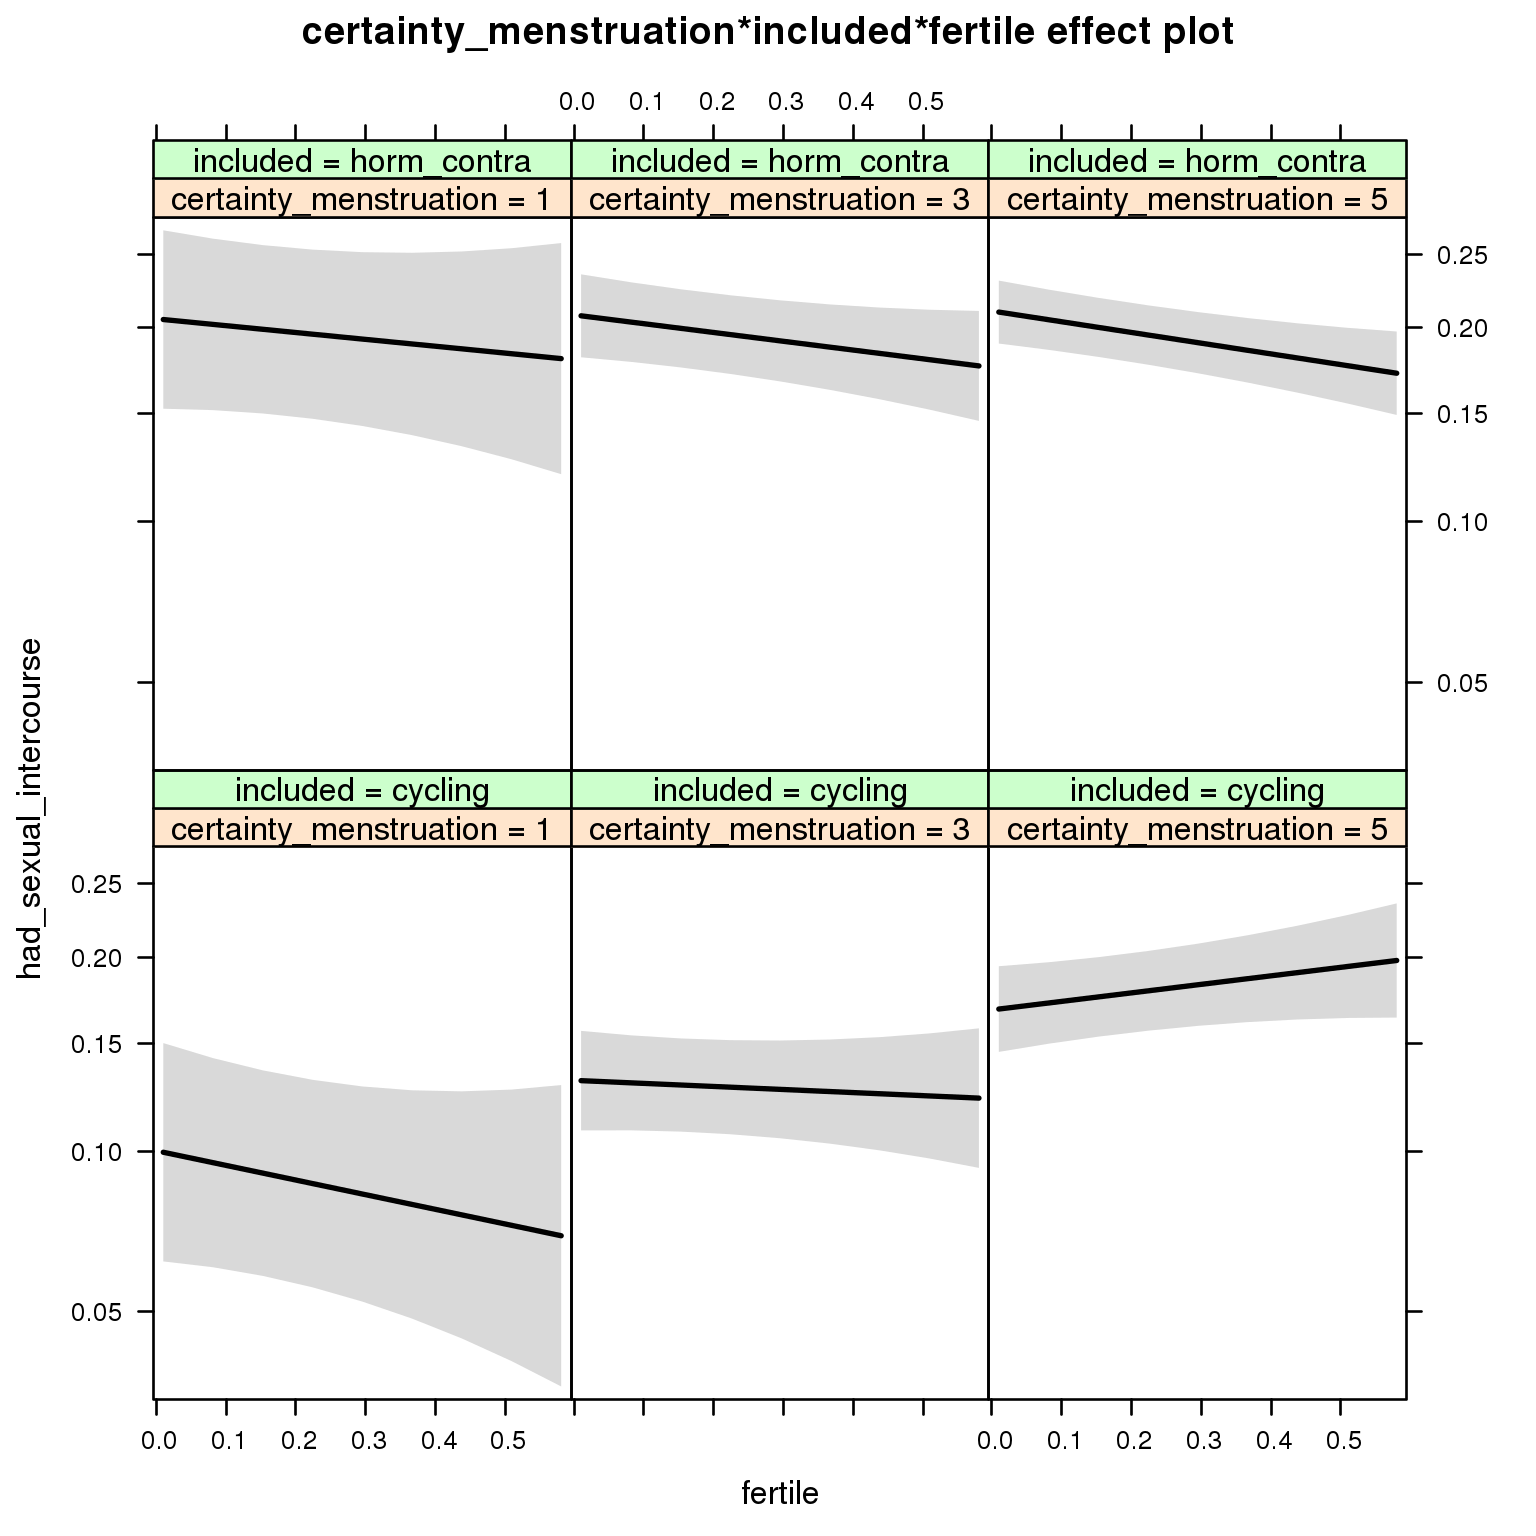 certainty_menstruation*included*fertile effect plot
0.0 0.1 0.2 0.3 0.4 0.5
included = horm_contra included = horm_contra included = horm_contra
certainty_menstruation = 1 certainty_menstruation = 3 certainty_menstruation = 5
0.25
0.20
0.15
0.10
0.05
had_sexual_intercourse
included = cycling included = cycling included = cycling
certainty_menstruation = 1 certainty_menstruation = 3 certainty_menstruation = 5
0.25
0.20
0.15
0.10
0.05
0.0 0.1 0.2 0.3 0.4 0.5 0.0 0.1 0.2 0.3 0.4 0.5
fertile